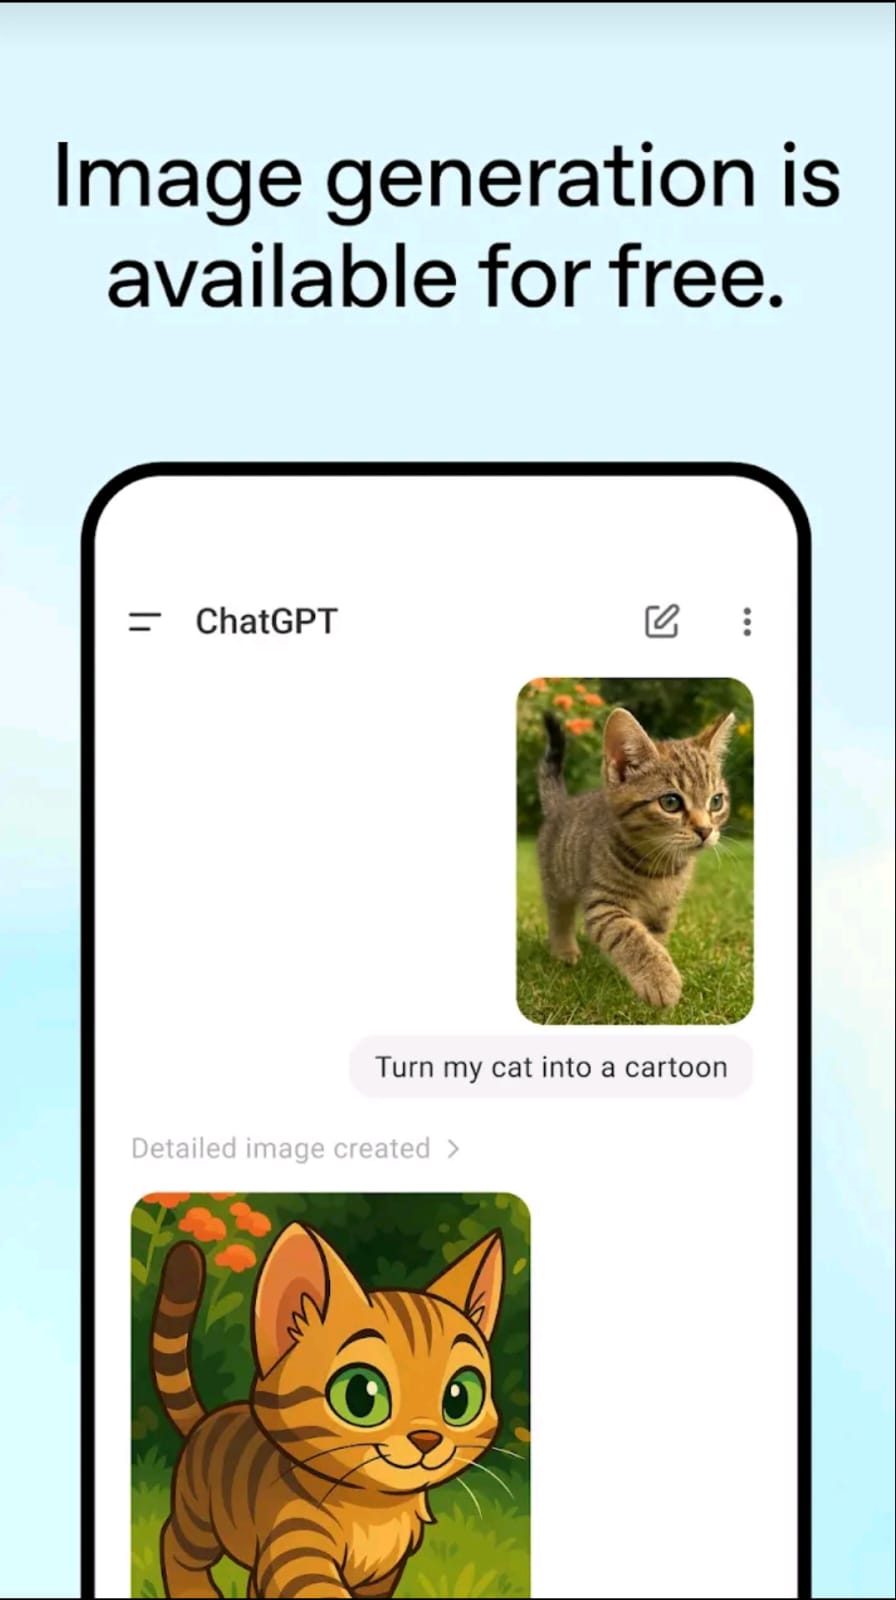 Image generation is
available for free.
ChatGPT
Turn my cat into a cartoon
Detailed image created